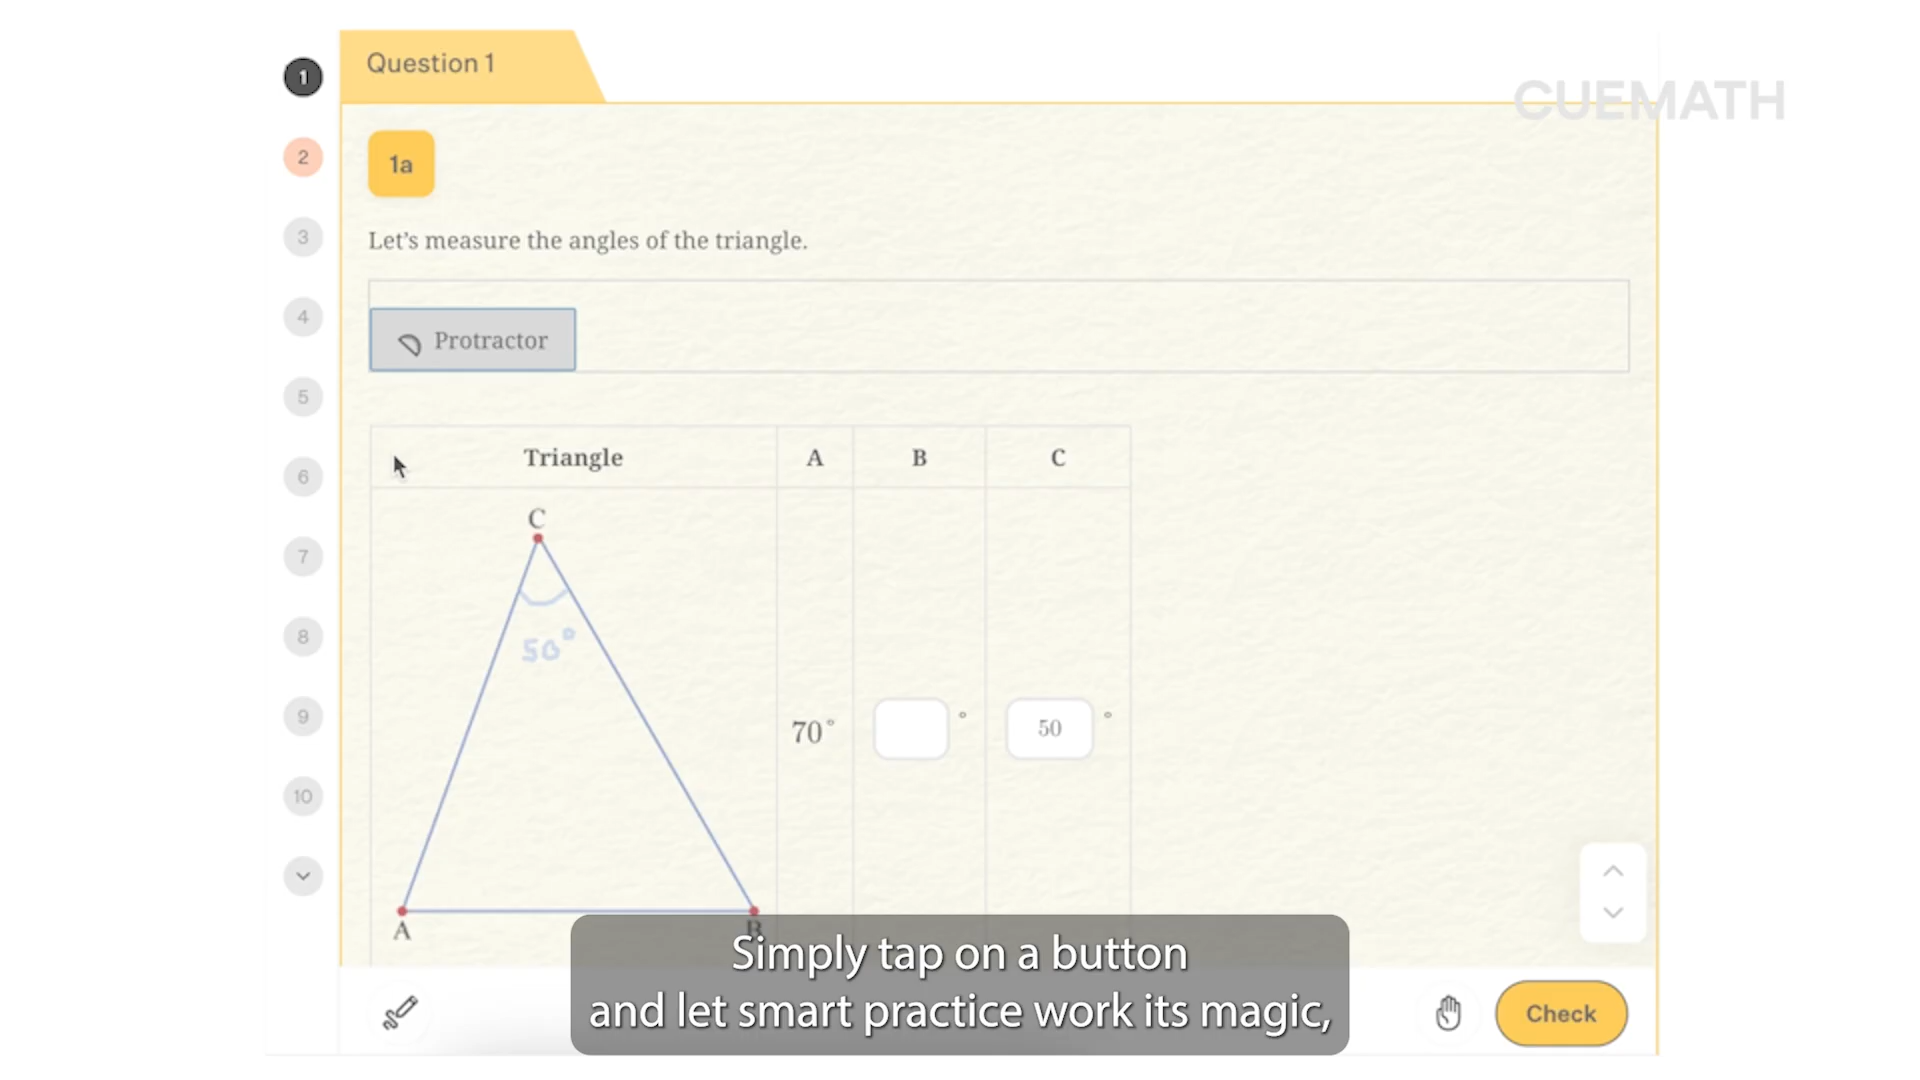 Question 1
CUEMATH
1
2
3
4
5
6
7
8
9
10
1a
Let's measure the angles of the triangle.
Protractor
Triangle A B C
C
50°
70° ° 50 °
A B
Simply tap on a button
and let smart practice work its magic,
Check